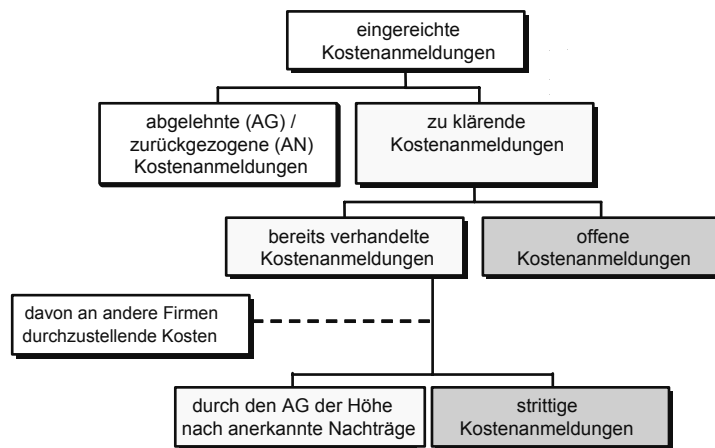 eingereichte
Kostenanmeldungen
abgelehnte (AG) /
zurückgezogene (AN)
Kostenanmeldungen
zu klärende
Kostenanmeldungen
bereits verhandelte
Kostenanmeldungen
offene
Kostenanmeldungen
davon an andere Firmen
durchzustellende Kosten
durch den AG der Höhe
nach anerkannte Nachträge
strittige
Kostenanmeldungen